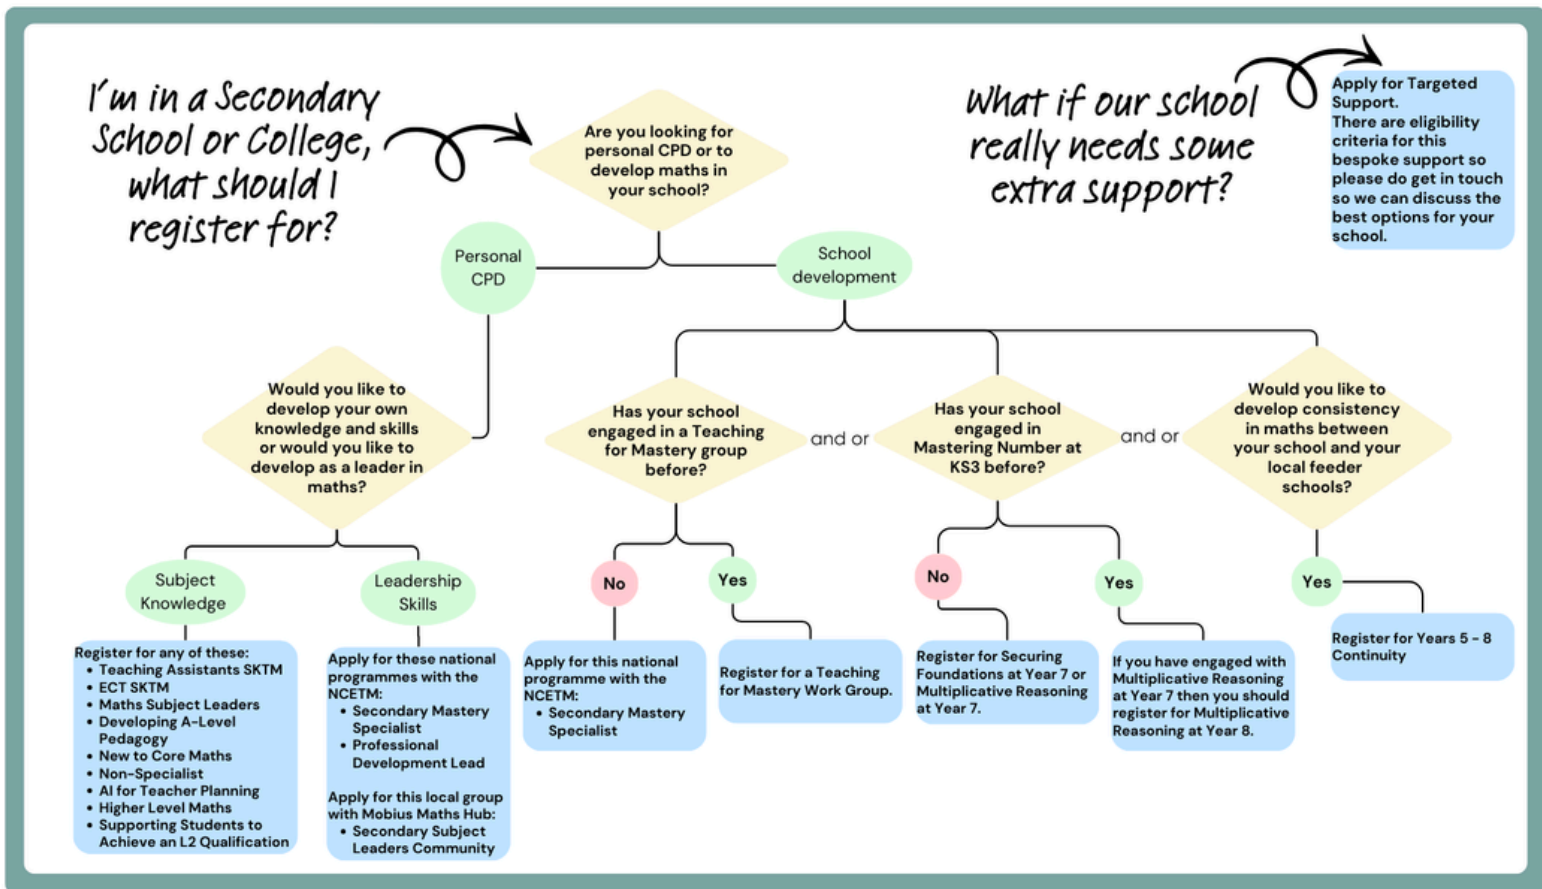 I'm in a Secondary
School or College,
what should I
register for?
Are you looking for
personal CPD or to
develop maths in
your school?
What if our school
really needs some
extra support?
Apply for Targeted
Support.
There are eligibility
criteria for this
bespoke support so
please do get in touch
so we can discuss the
best options for your
school.
Personal
CPD
School
development
Would you like to
develop your own
knowledge and skills
or would you like to
develop as a leader in
maths?
Has your school
engaged in a Teaching
for Mastery group
before?
and or
Has your school
engaged in
Mastering Number at
KS3 before?
and or
Would you like to
develop consistency
in maths between
your school and your
local feeder
schools?
Subject
Knowledge
Leadership
Skills
No
Yes
No
Yes
Yes
Register for any of these:
• Teaching Assistants SKTM
• ECT SKTM
• Maths Subject Leaders
• Developing A-Level
Pedagogy
• New to Core Maths
• Non-Specialist
• AI for Teacher Planning
• Higher Level Maths
• Supporting Students to
Achieve an L2 Qualification
Apply for these national
programmes with the
NCETM:
• Secondary Mastery
Specialist
• Professional
Development Lead
Apply for this local group
with Mobius Maths Hub:
• Secondary Subject
Leaders Community
Apply for this national
programme with the
NCETM:
• Secondary Mastery
Specialist
Register for a Teaching
for Mastery Work Group.
Register for Securing
Foundations at Year 7 or
Multiplicative Reasoning
at Year 7.
If you have engaged with
Multiplicative Reasoning
at Year 7 then you should
register for Multiplicative
Reasoning at Year 8.
Register for Years 5 - 8
Continuity